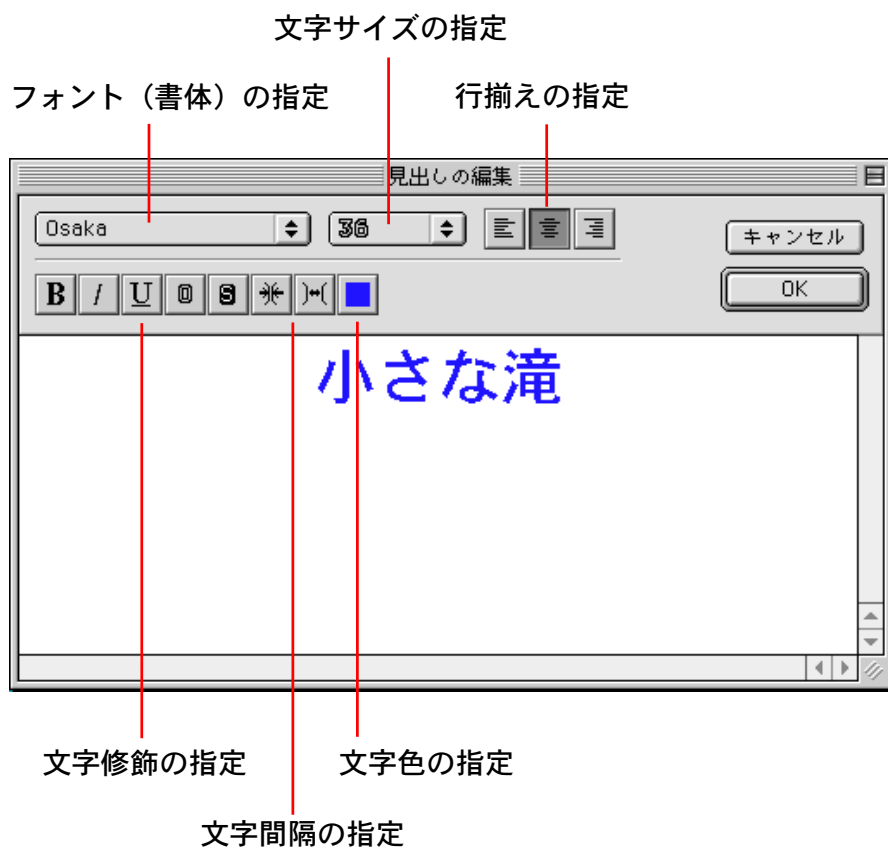 文字サイズの指定
フォント（書体）の指定
行揃えの指定
見出しの編集
Osaka
36
キャンセル
B I U O S
OK
小さな滝
文字修飾の指定
文字色の指定
文字間隔の指定